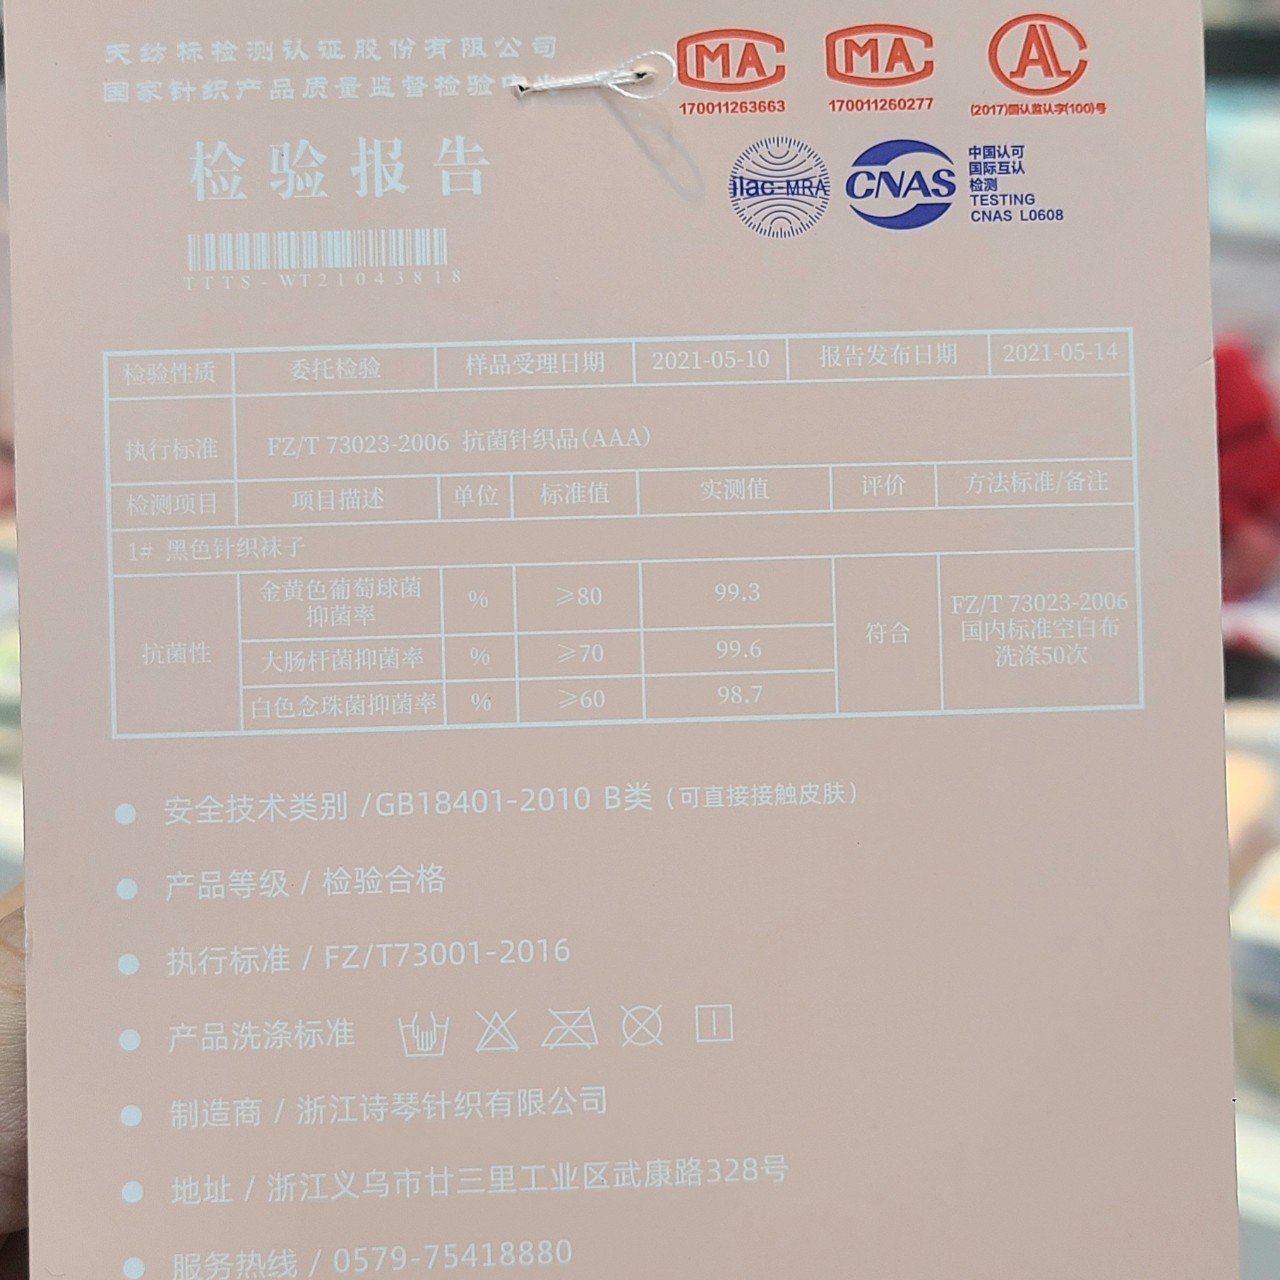 天纺标检测认证股份有限公司
国家针织产品质量监督检验
检验报告
TTTS-WT21043818
MA
170011263663
MA
170011260277
AL
(2017)国认监认字(100)号
ilac-MRA
CNAS
中国认可
国际互认
检测
TESTING
CNAS L0608
检验性质 委托检验 样品受理日期 2021-05-10 报告发布日期 2021-05-14
执行标准 FZ/T 73023-2006 抗菌针织品(AAA)
检测项目 项目描述 单位 标准值 实测值 评价 方法标准/备注
1# 黑色针织袜子
抗菌性
金黄色葡萄球菌
抑菌率 % ≥80 99.3
大肠杆菌抑菌率 % ≥70 99.6
白色念珠菌抑菌率 % ≥60 98.7
符合
FZ/T 73023-2006
国内标准空白布
洗涤50次
安全技术类别 /GB18401-2010 B类（可直接接触皮肤）
产品等级 / 检验合格
执行标准 / FZ/T73001-2016
产品洗涤标准
制造商 / 浙江诗琴针织有限公司
地址 / 浙江义乌市廿三里工业区武康路328号
服务热线 / 0579-75418880